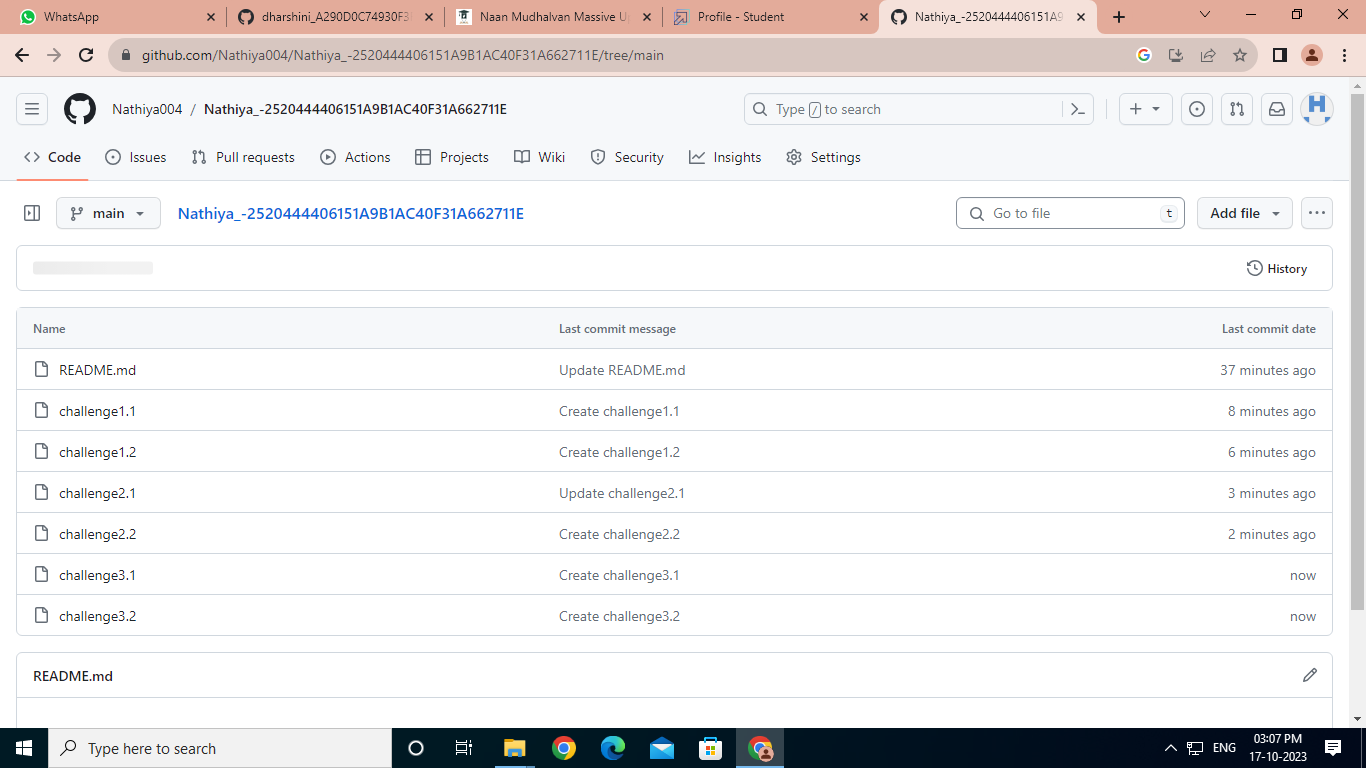 WhatsApp
dharshini_A290D0C74930F3
Naan Mudhalvan Massive U
Profile - Student
Nathiya_-2520444406151A9
github.com/Nathiya004/Nathiya_-2520444406151A9B1AC40F31A662711E/tree/main
Nathiya004 / Nathiya_-2520444406151A9B1AC40F31A662711E
Type / to search
Code Issues Pull requests Actions Projects Wiki Security Insights Settings
main Nathiya_-2520444406151A9B1AC40F31A662711E Go to file t Add file
History
Name Last commit message Last commit date
README.md Update README.md 37 minutes ago
challenge1.1 Create challenge1.1 8 minutes ago
challenge1.2 Create challenge1.2 6 minutes ago
challenge2.1 Update challenge2.1 3 minutes ago
challenge2.2 Create challenge2.2 2 minutes ago
challenge3.1 Create challenge3.1 now
challenge3.2 Create challenge3.2 now
README.md
Type here to search
ENG
03:07 PM
17-10-2023